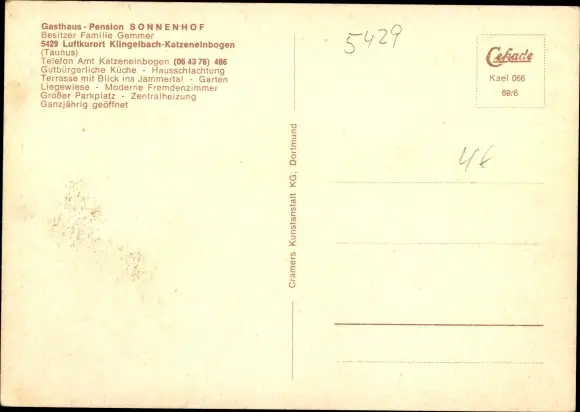 Gasthaus - Pension SONNENHOF
Besitzer Familie Gemmer
5429 Luftkurort Klingelbach-Katzenelnbogen
(Taunus)
Telefon Amt Katzenelnbogen (06 43 76) 486
Gutbürgerliche Küche - Hausschlachtung
Terrasse mit Blick ins Jammertal - Garten
Liegewiese - Moderne Fremdenzimmer
Großer Parkplatz - Zentralheizung
Ganzjährig geöffnet
Cramers Kunstanstalt KG, Dortmund
5429
Cekade
Kael 066
69/6